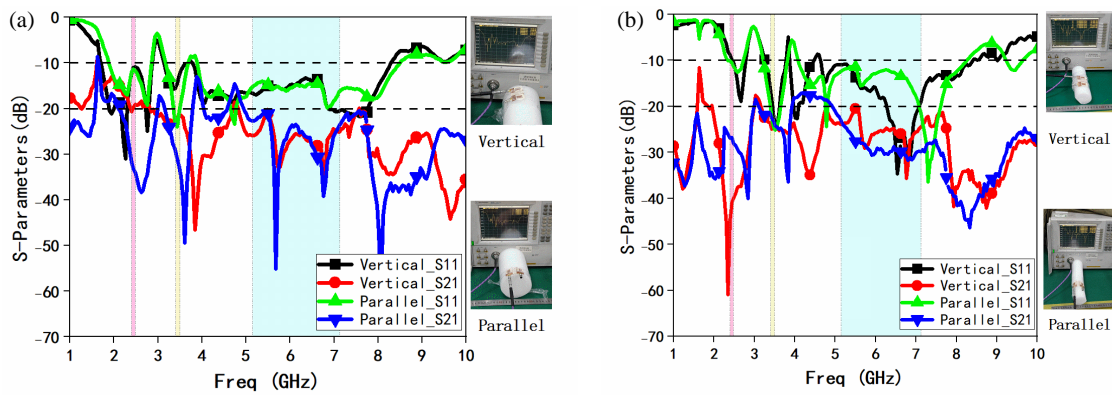 (a)
0
-10
-20
-30
-40
-50
-60
-70
S-Parameters(dB)
1 2 3 4 5 6 7 8 9 10
Freq (GHz)
Vertical_S11
Vertical_S21
Parallel_S11
Parallel_S21
Vertical
Parallel
(b)
0
-10
-20
-30
-40
-50
-60
-70
S-Parameters(dB)
1 2 3 4 5 6 7 8 9 10
Freq (GHz)
Vertical_S11
Vertical_S21
Parallel_S11
Parallel_S21
Vertical
Parallel